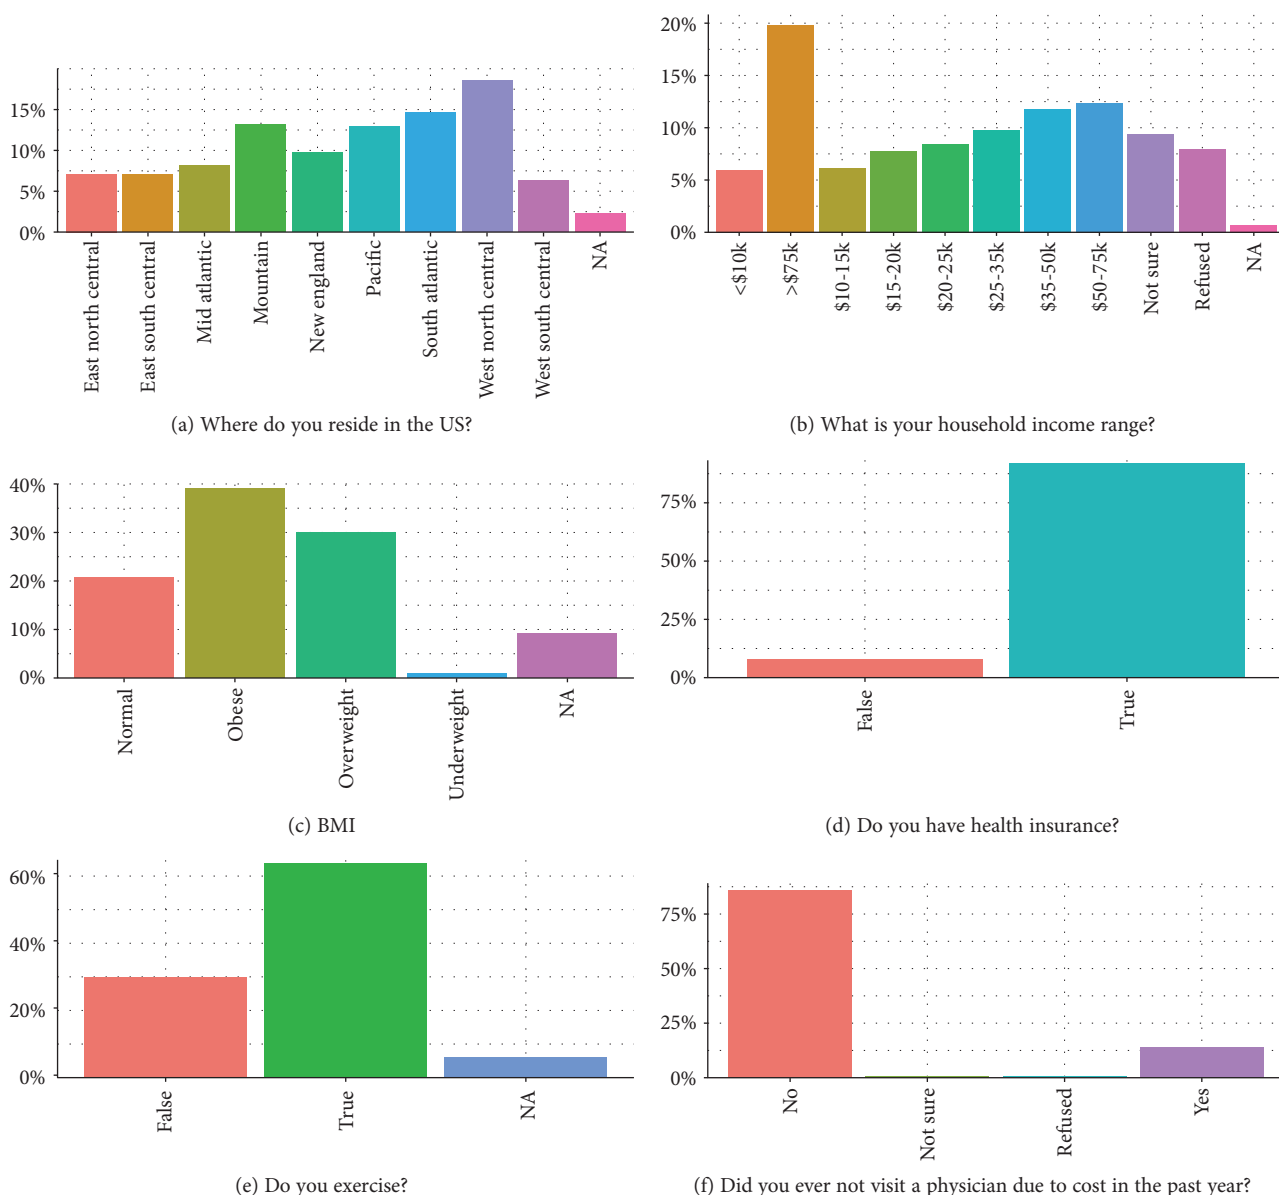 15%
10%
5%
0%
East north central
East south central
Mid atlantic
Mountain
New england
Pacific
South atlantic
West north central
West south central
NA
(a) Where do you reside in the US?
20%
15%
10%
5%
0%
<$10k
>$75k
$10-15k
$15-20k
$20-25k
$25-35k
$35-50k
$50-75k
Not sure
Refused
NA
(b) What is your household income range?
40%
30%
20%
10%
0%
Normal
Obese
Overweight
Underweight
NA
(c) BMI
75%
50%
25%
0%
False
True
(d) Do you have health insurance?
60%
40%
20%
0%
False
True
NA
(e) Do you exercise?
75%
50%
25%
0%
No
Not sure
Refused
Yes
(f) Did you ever not visit a physician due to cost in the past year?